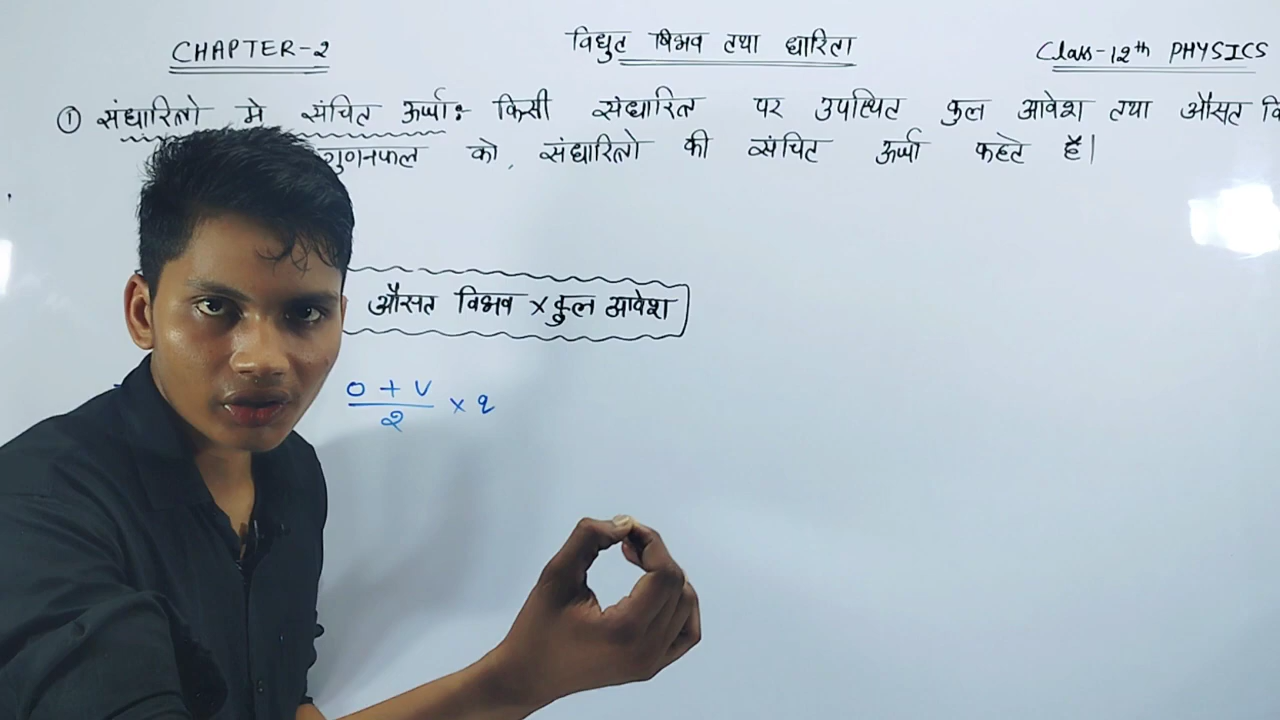 CHAPTER-2
विद्युत विभव तथा धारिता
Class-12th PHYSICS
① संधारित्रो मे संचित ऊर्जा: किसी संधारित्र पर उपस्थित कुल आवेश तथा औसत
गुणनफल को, संधारित्रो की संचित ऊर्जा कहते हैं।
औसत विभव × कुल आवेश
0 + V
2
× q